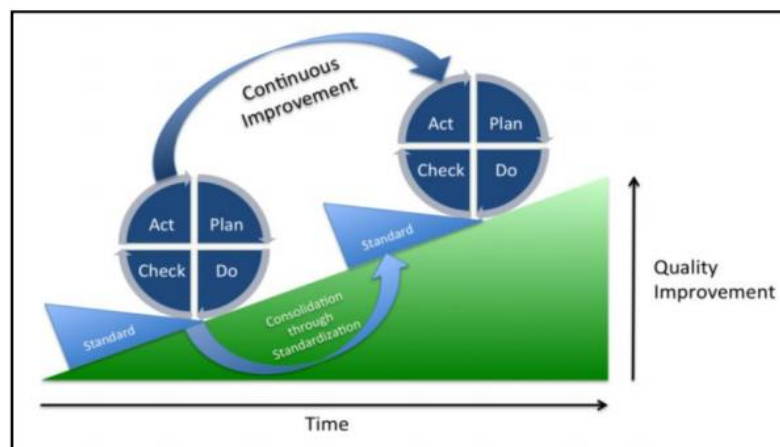 Continuous
Improvement
Act
Plan
Check
Do
Act
Plan
Check
Do
Standard
Standard
Consolidation
through
Standardization
Quality
Improvement
Time